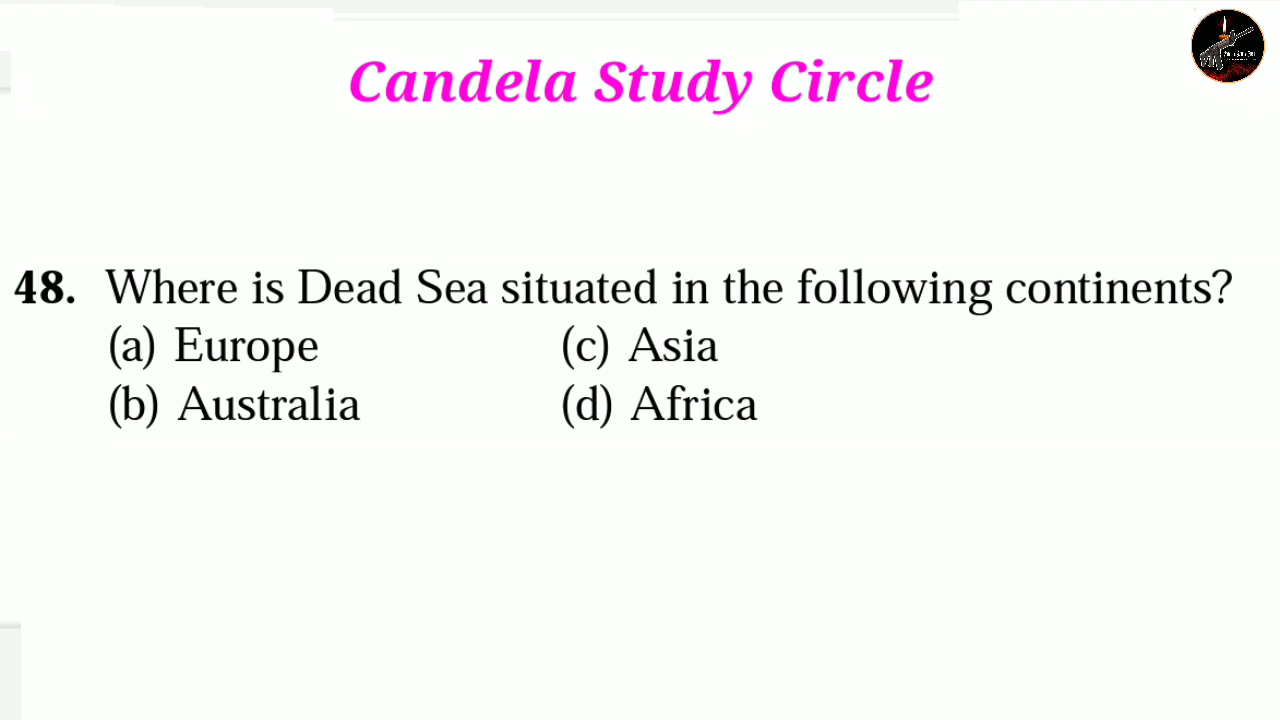 Candela Study Circle
48. Where is Dead Sea situated in the following continents?
(a) Europe (c) Asia
(b) Australia (d) Africa